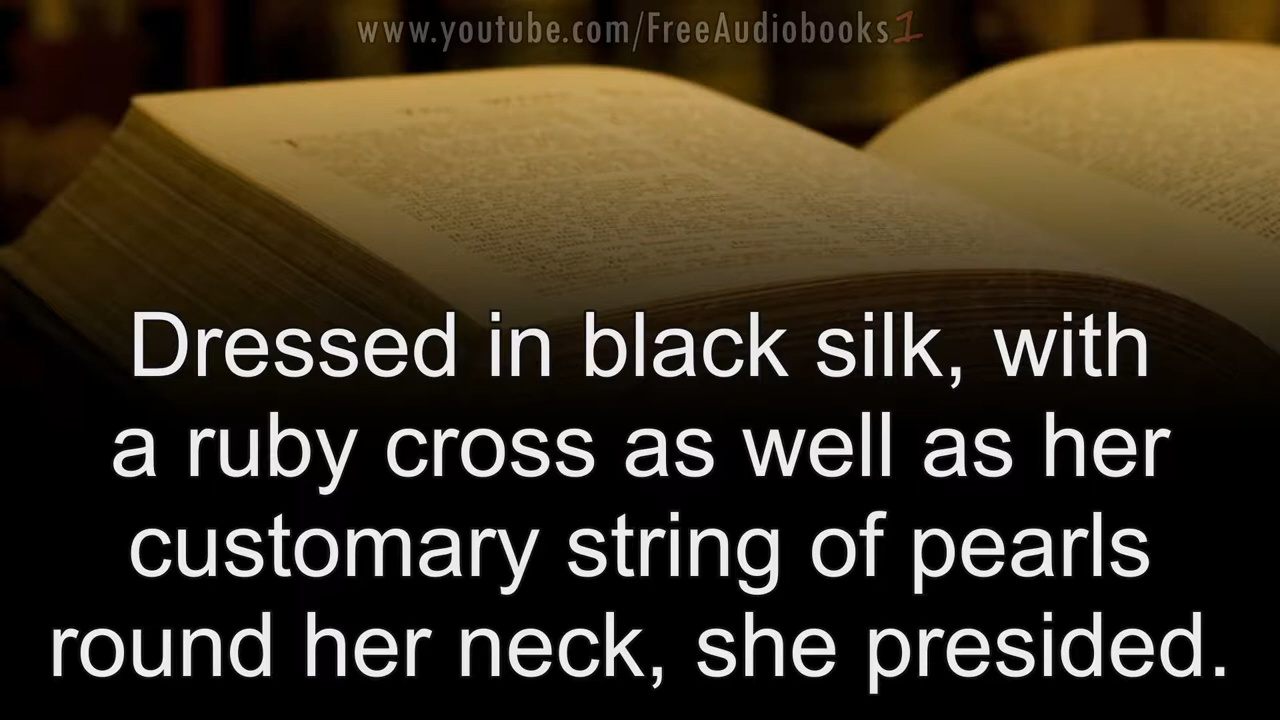 www.youtube.com/FreeAudiobooks1
Dressed in black silk, with
a ruby cross as well as her
customary string of pearls
round her neck, she presided.